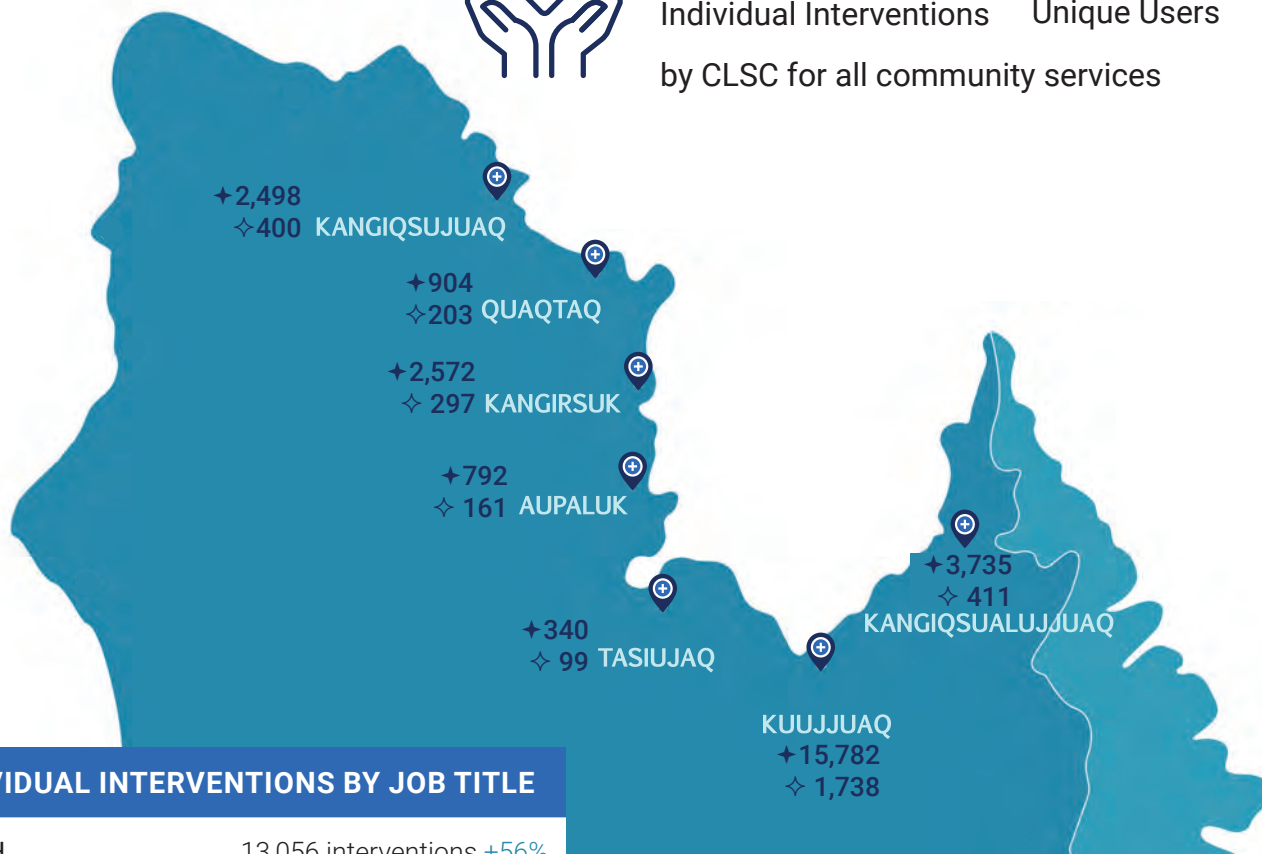 Individual Interventions Unique Users
by CLSC for all community services
✦2,498
✧400 KANGIQSUJUAQ
✦904
✧203 QUAQTAQ
✦2,572
✧ 297 KANGIRSUK
✦792
✧ 161 AUPALUK
✦3,735
✧ 411
KANGIQSUALUJJUAQ
✦340
✧ 99 TASIUJAQ
KUUJJUAQ
✦15,782
✧ 1,738
INTERVENTIONS BY JOB TITLE
13,056 interventions +56%